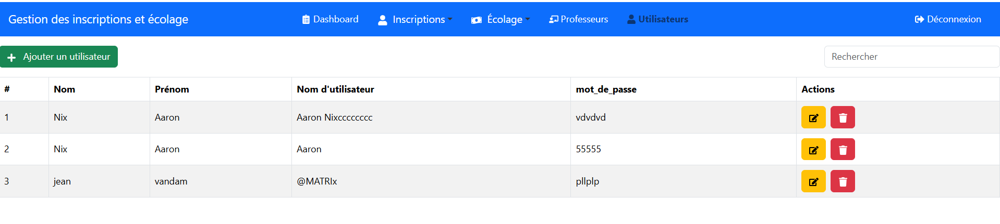 Gestion des inscriptions et écolage Dashboard Inscriptions Écolage Professeurs Utilisateurs Déconnexion
Ajouter un utilisateur Rechercher
# Nom Prénom Nom d'utilisateur mot_de_passe Actions
1 Nix Aaron Aaron Nixcccccccc vdvdvd
2 Nix Aaron Aaron 55555
3 jean vandam @MATRIx pllplp